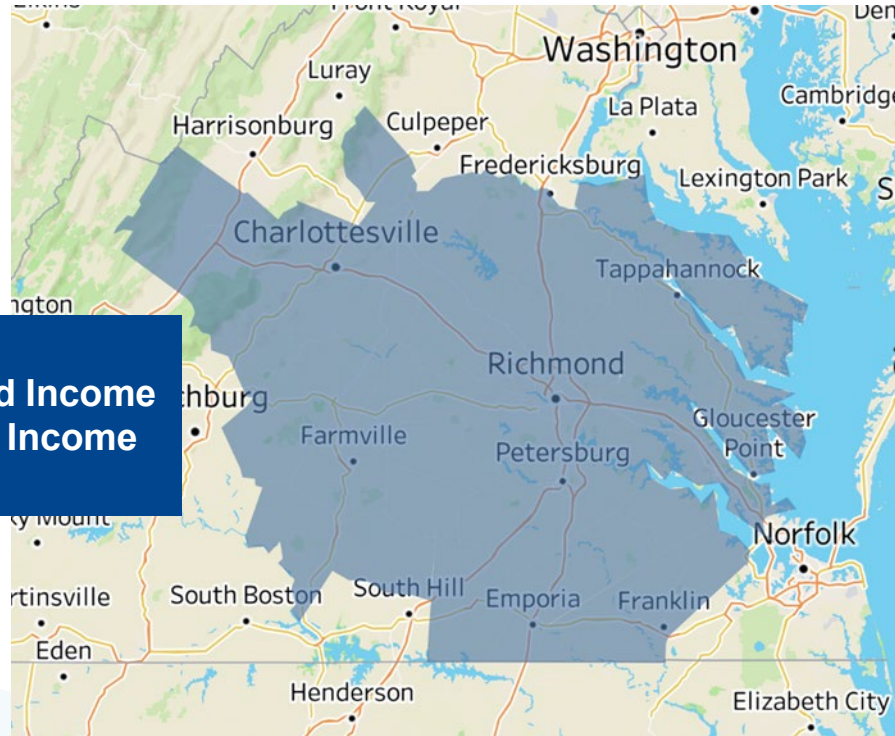 Washington
Luray
La Plata
Harrisonburg
Culpeper
Fredericksburg
Lexington Park
Charlottesville
Tappahannock
Richmond
d Income
Income
Farmville
Gloucester
Point
Petersburg
Norfolk
South Boston
South Hill
Emporia
Franklin
Eden
Henderson
Elizabeth City